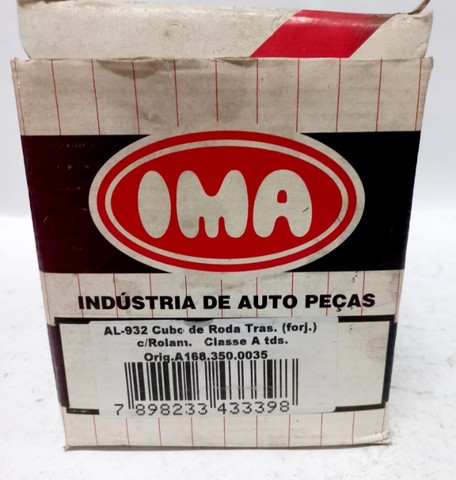 IMA
INDÚSTRIA DE AUTO PEÇAS
AL-932 Cubo de Roda Tras. (forj.)
c/Rolam. Classe A tds.
Orig.A168.350.0035
7 898233 433398